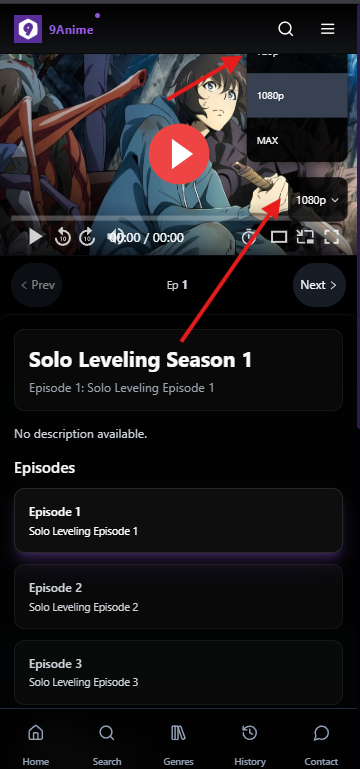 9Anime
1080p
MAX
1080p
10 10 00:00 / 00:00
Prev
Ep 1
Next
Solo Leveling Season 1
Episode 1: Solo Leveling Episode 1
No description available.
Episodes
Episode 1
Solo Leveling Episode 1
Episode 2
Solo Leveling Episode 2
Episode 3
Solo Leveling Episode 3
Home Search Genres History Contact